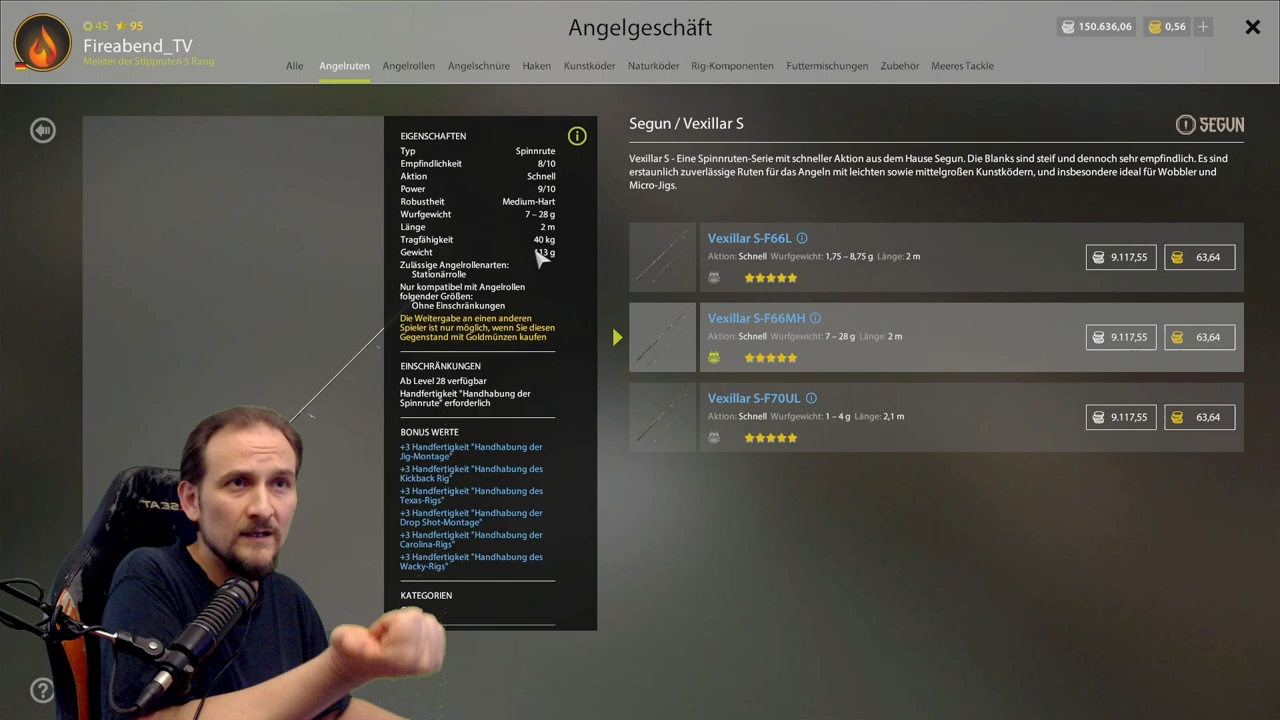 45 95
Fireabend_TV
Meister der Stippruten 5 Rang
Angelgeschäft
150.636,06
0,56
Alle
Angelruten
Angelrollen
Angelschnüre
Haken
Kunstköder
Naturköder
Rig-Komponenten
Futtermischungen
Zubehör
Meeres Tackle
EIGENSCHAFTEN
Typ Spinnrute
Empfindlichkeit 8/10
Aktion Schnell
Power 9/10
Robustheit Medium-Hart
Wurfgewicht 7 – 28 g
Länge 2 m
Tragfähigkeit 40 kg
Gewicht 113 g
Zulässige Angelrollenarten:
Stationärrolle
Nur kompatibel mit Angelrollen
folgender Größen:
Ohne Einschränkungen
Die Weitergabe an einen anderen
Spieler ist nur möglich, wenn Sie diesen
Gegenstand mit Goldmünzen kaufen
EINSCHRÄNKUNGEN
Ab Level 28 verfügbar
Handfertigkeit "Handhabung der
Spinnrute" erforderlich
BONUS WERTE
+3 Handfertigkeit "Handhabung der
Jig-Montage"
+3 Handfertigkeit "Handhabung des
Kickback Rig"
+3 Handfertigkeit "Handhabung des
Texas-Rigs"
+3 Handfertigkeit "Handhabung der
Drop Shot-Montage"
+3 Handfertigkeit "Handhabung der
Carolina-Rigs"
+3 Handfertigkeit "Handhabung des
Wacky-Rigs"
KATEGORIEN
Segun / Vexillar S
SEGUN
Vexillar S - Eine Spinnruten-Serie mit schneller Aktion aus dem Hause Segun. Die Blanks sind steif und dennoch sehr empfindlich. Es sind
erstaunlich zuverlässige Ruten für das Angeln mit leichten sowie mittelgroßen Kunstködern, und insbesondere ideal für Wobbler und
Micro-Jigs.
Vexillar S-F66L
Aktion: Schnell Wurfgewicht: 1,75 – 8,75 g Länge: 2 m
9.117,55
63,64
Vexillar S-F66MH
Aktion: Schnell Wurfgewicht: 7 – 28 g Länge: 2 m
9.117,55
63,64
Vexillar S-F70UL
Aktion: Schnell Wurfgewicht: 1 – 4 g Länge: 2,1 m
9.117,55
63,64